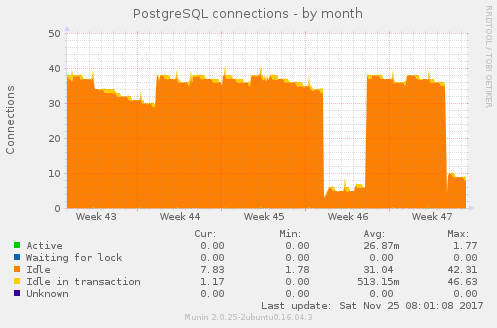 PostgreSQL connections - by month
RRDTOOL / TOBI OETIKER
Connections
50
40
30
20
10
0
Week 43 Week 44 Week 45 Week 46 Week 47
Cur: Min: Avg: Max:
Active 0.00 0.00 26.87m 1.77
Waiting for lock 0.00 0.00 0.00 0.00
Idle 7.83 1.78 31.04 42.31
Idle in transaction 1.17 0.00 513.15m 46.63
Unknown 0.00 0.00 0.00 0.00
Last update: Sat Nov 25 08:01:08 2017
Munin 2.0.25-2ubuntu0.16.04.3